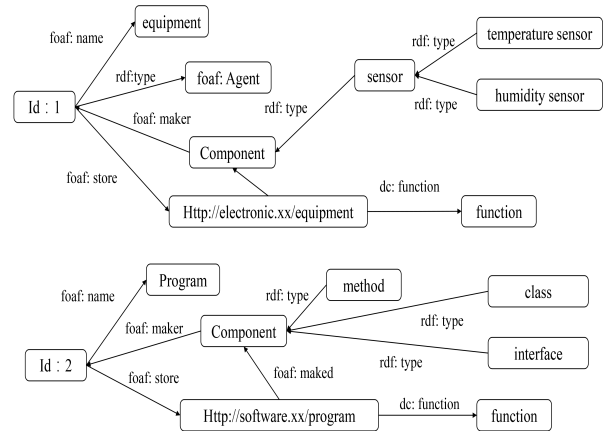 equipment
foaf: name
temperature sensor
rdf: type
rdf:type
foaf: Agent
sensor
Id : 1
rdf: type
humidity sensor
rdf: type
foaf: maker
Component
foaf: store
dc: function
Http://electronic.xx/equipment
function
Program
method
class
foaf: name
rdf: type
foaf: maker
Component
rdf: type
Id : 2
rdf: type
interface
foaf: store
foaf: maked
dc: function
Http://software.xx/program
function